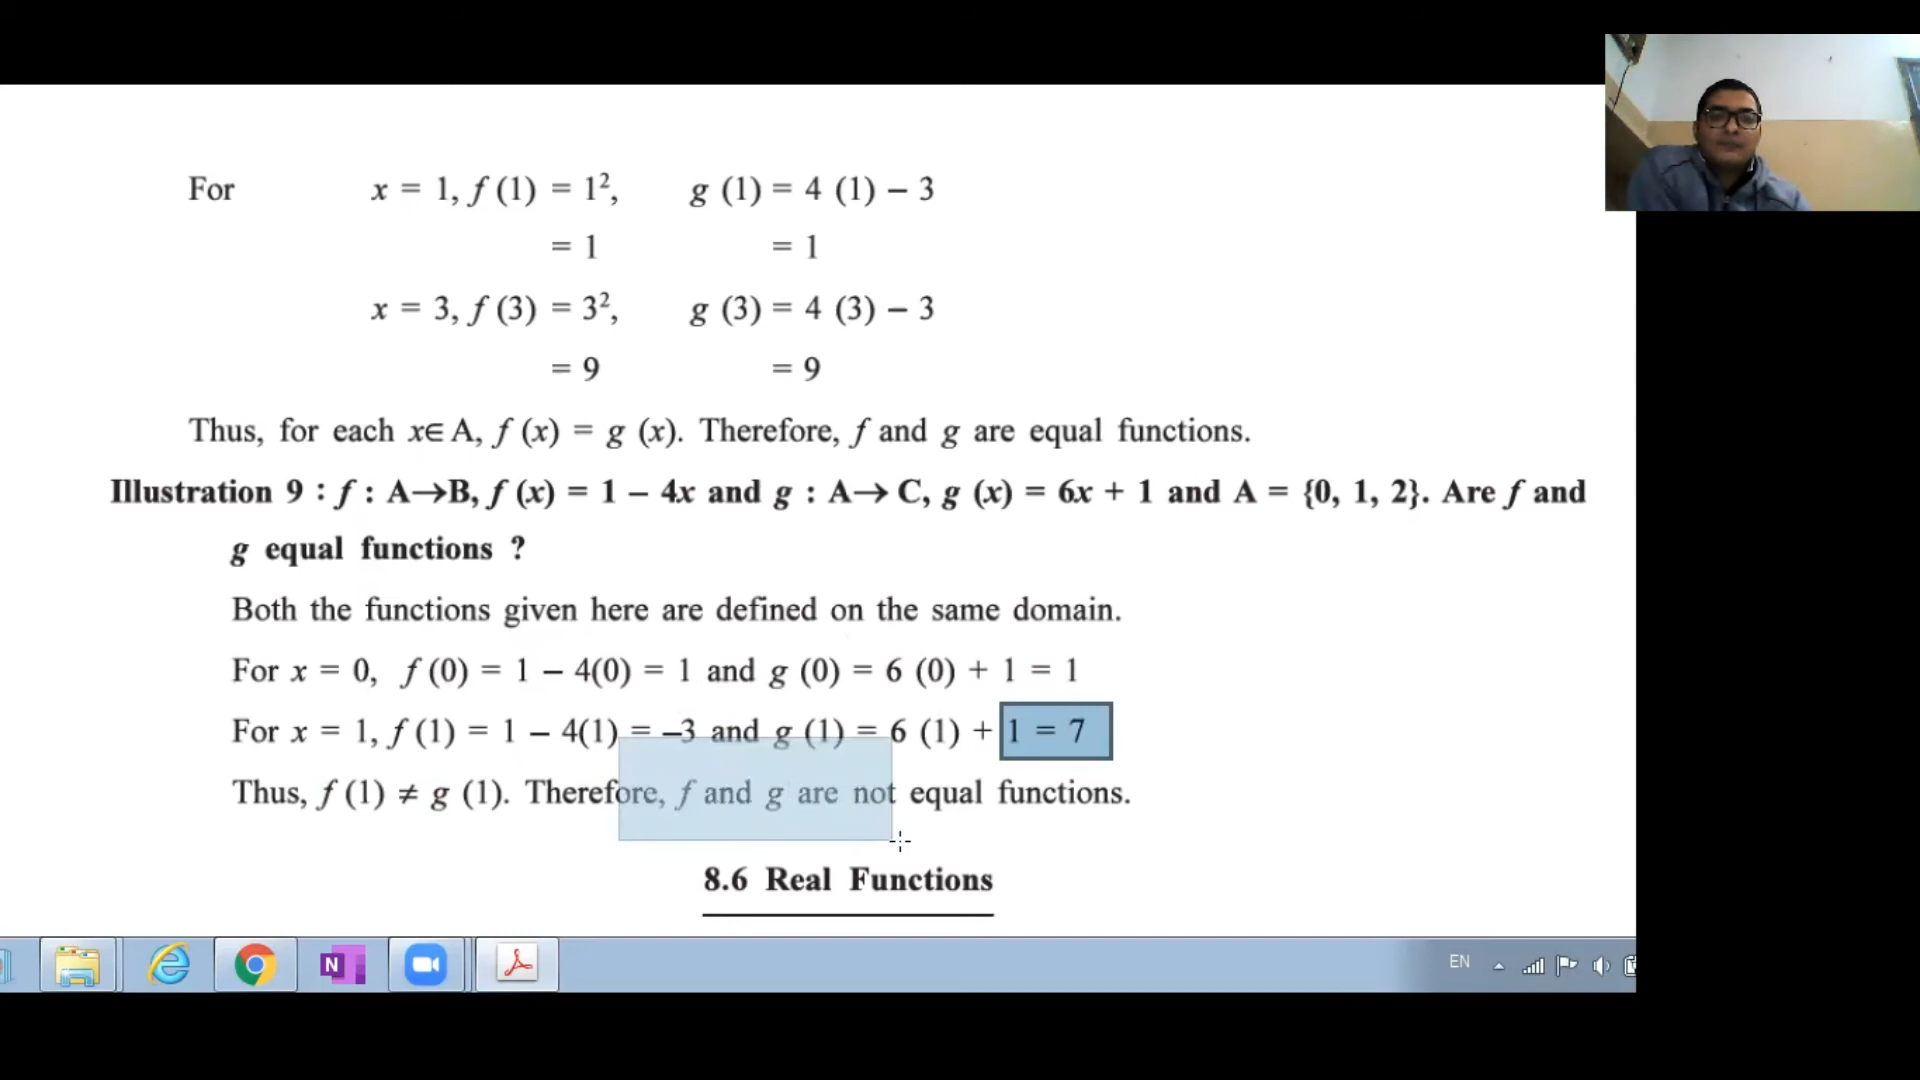 For x = 1, f (1) = 1², g (1) = 4 (1) – 3
= 1 = 1
x = 3, f (3) = 3², g (3) = 4 (3) – 3
= 9 = 9
Thus, for each x∈ A, f (x) = g (x). Therefore, f and g are equal functions.
Illustration 9 : f : A→B, f (x) = 1 – 4x and g : A→ C, g (x) = 6x + 1 and A = {0, 1, 2}. Are f and
g equal functions ?
Both the functions given here are defined on the same domain.
For x = 0, f (0) = 1 – 4(0) = 1 and g (0) = 6 (0) + 1 = 1
For x = 1, f (1) = 1 – 4(1) = –3 and g (1) = 6 (1) + 1 = 7
Thus, f (1) ≠ g (1). Therefore, f and g are not equal functions.
8.6 Real Functions
N
EN